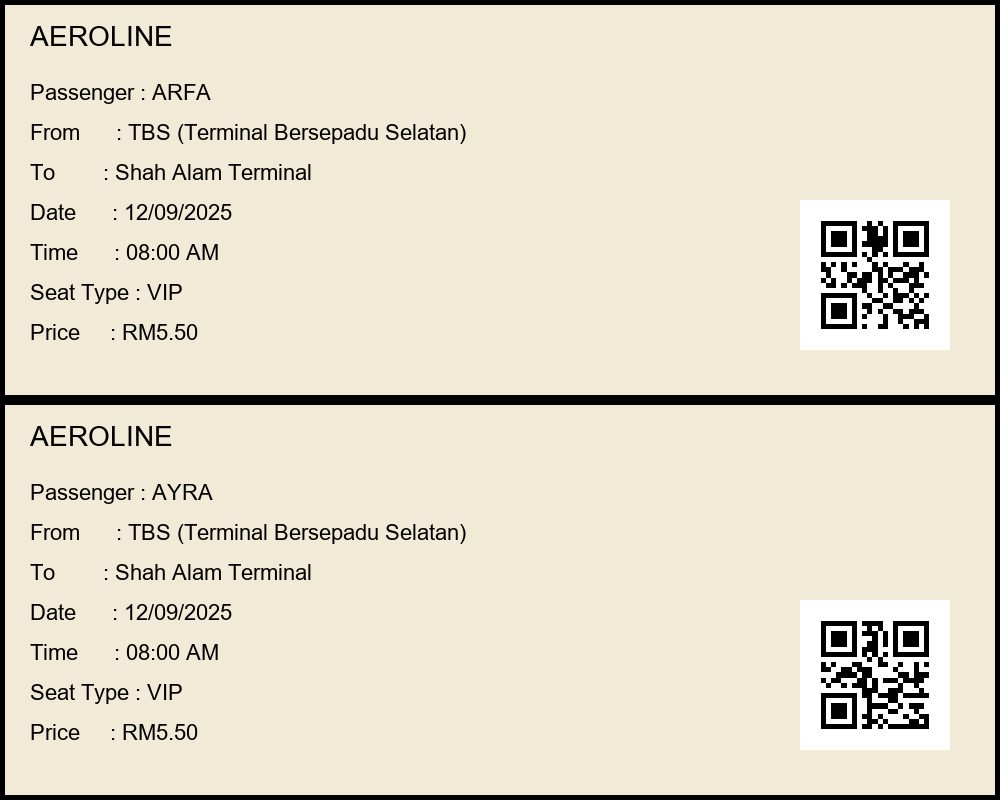 AEROLINE
Passenger : ARFA
From : TBS (Terminal Bersepadu Selatan)
To : Shah Alam Terminal
Date : 12/09/2025
Time : 08:00 AM
Seat Type : VIP
Price : RM5.50
AEROLINE
Passenger : AYRA
From : TBS (Terminal Bersepadu Selatan)
To : Shah Alam Terminal
Date : 12/09/2025
Time : 08:00 AM
Seat Type : VIP
Price : RM5.50